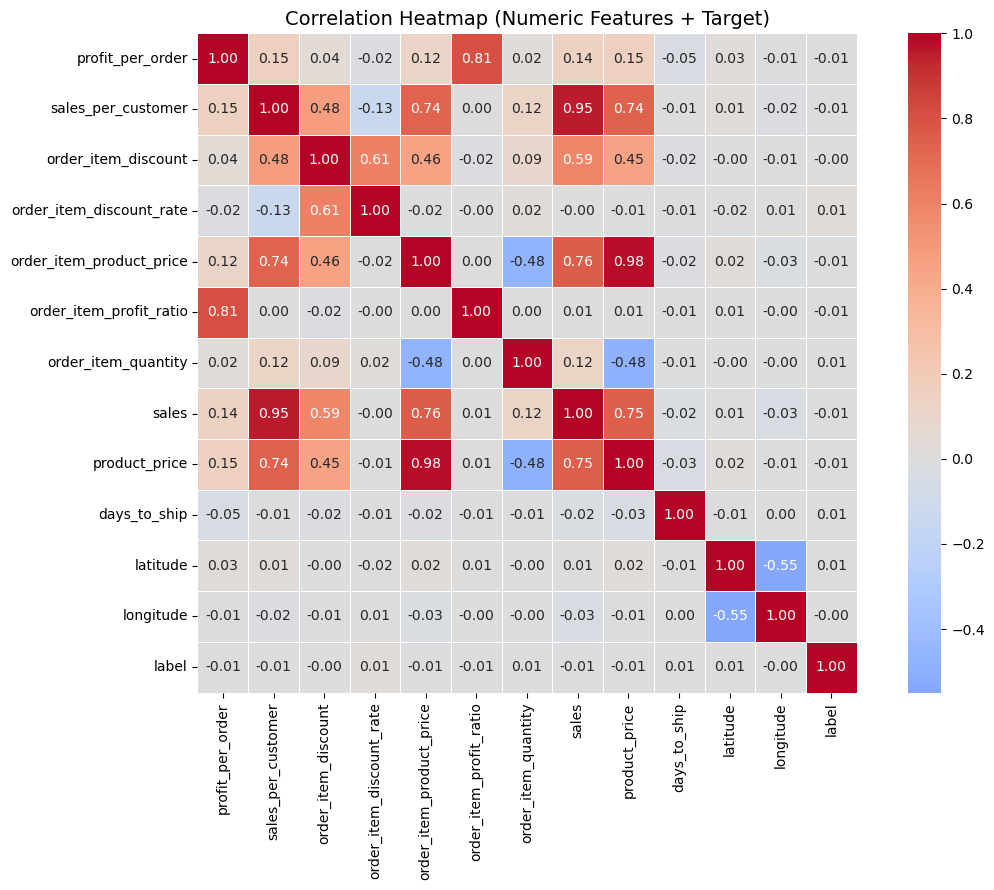 Correlation Heatmap (Numeric Features + Target)
profit_per_order 1.00 0.15 0.04 -0.02 0.12 0.81 0.02 0.14 0.15 -0.05 0.03 -0.01 -0.01
sales_per_customer 0.15 1.00 0.48 -0.13 0.74 0.00 0.12 0.95 0.74 -0.01 0.01 -0.02 -0.01
order_item_discount 0.04 0.48 1.00 0.61 0.46 -0.02 0.09 0.59 0.45 -0.02 -0.00 -0.01 -0.00
order_item_discount_rate -0.02 -0.13 0.61 1.00 -0.02 -0.00 0.02 -0.00 -0.01 -0.01 -0.02 0.01 0.01
order_item_product_price 0.12 0.74 0.46 -0.02 1.00 0.00 -0.48 0.76 0.98 -0.02 0.02 -0.03 -0.01
order_item_profit_ratio 0.81 0.00 -0.02 -0.00 0.00 1.00 0.00 0.01 0.01 -0.01 0.01 -0.00 -0.01
order_item_quantity 0.02 0.12 0.09 0.02 -0.48 0.00 1.00 0.12 -0.48 -0.01 -0.00 -0.00 0.01
sales 0.14 0.95 0.59 -0.00 0.76 0.01 0.12 1.00 0.75 -0.02 0.01 -0.03 -0.01
product_price 0.15 0.74 0.45 -0.01 0.98 0.01 -0.48 0.75 1.00 -0.03 0.02 -0.01 -0.01
days_to_ship -0.05 -0.01 -0.02 -0.01 -0.02 -0.01 -0.01 -0.02 -0.03 1.00 -0.01 0.00 0.01
latitude 0.03 0.01 -0.00 -0.02 0.02 0.01 -0.00 0.01 0.02 -0.01 1.00 -0.55 0.01
longitude -0.01 -0.02 -0.01 0.01 -0.03 -0.00 -0.00 -0.03 -0.01 0.00 -0.55 1.00 -0.00
label -0.01 -0.01 -0.00 0.01 -0.01 -0.01 0.01 -0.01 -0.01 0.01 0.01 -0.00 1.00
profit_per_order
sales_per_customer
order_item_discount
order_item_discount_rate
order_item_product_price
order_item_profit_ratio
order_item_quantity
sales
product_price
days_to_ship
latitude
longitude
label
1.0
0.8
0.6
0.4
0.2
0.0
−0.2
−0.4